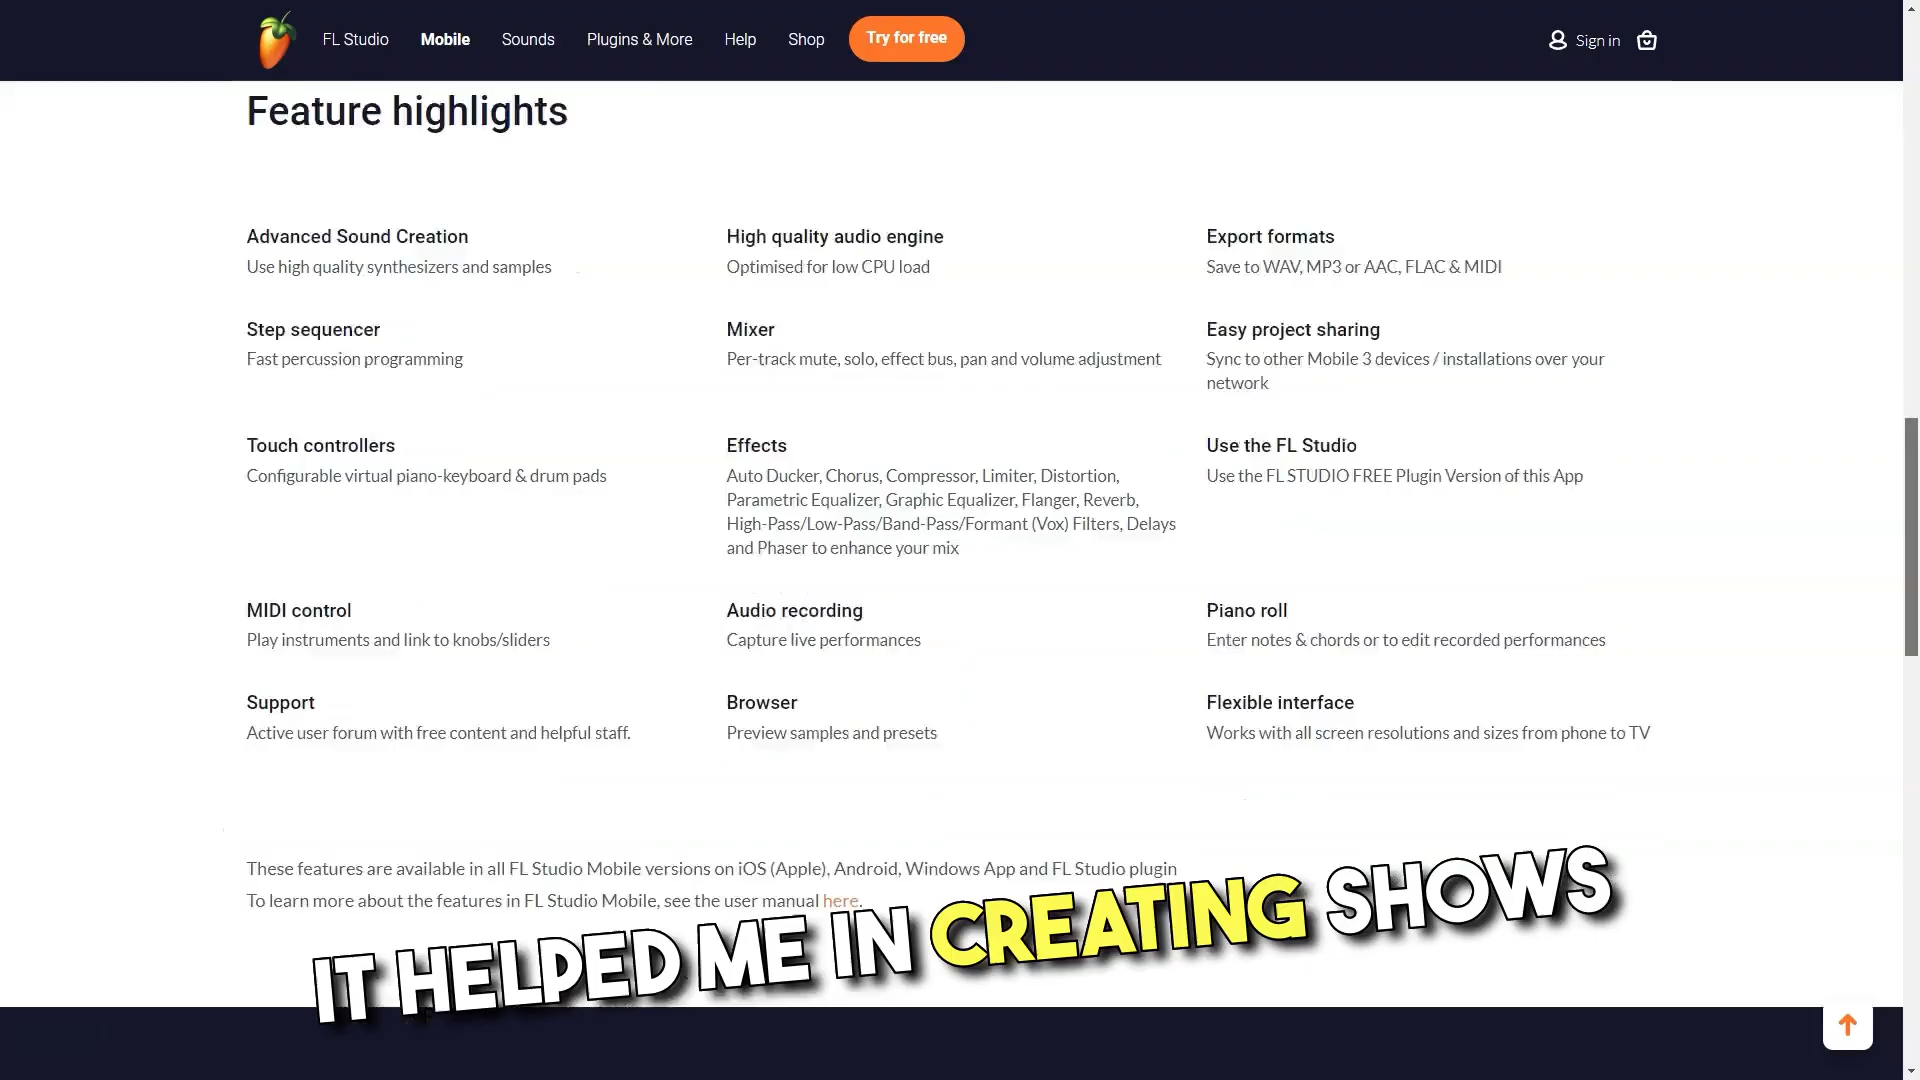 FL Studio
Mobile
Sounds
Plugins & More
Help
Shop
Try for free
Sign in
Feature highlights
Advanced Sound Creation
Use high quality synthesizers and samples
High quality audio engine
Optimised for low CPU load
Export formats
Save to WAV, MP3 or AAC, FLAC & MIDI
Step sequencer
Fast percussion programming
Mixer
Per-track mute, solo, effect bus, pan and volume adjustment
Easy project sharing
Sync to other Mobile 3 devices / installations over your
network
Touch controllers
Configurable virtual piano-keyboard & drum pads
Effects
Auto Ducker, Chorus, Compressor, Limiter, Distortion,
Parametric Equalizer, Graphic Equalizer, Flanger, Reverb,
High-Pass/Low-Pass/Band-Pass/Formant (Vox) Filters, Delays
and Phaser to enhance your mix
Use the FL Studio
Use the FL STUDIO FREE Plugin Version of this App
MIDI control
Play instruments and link to knobs/sliders
Audio recording
Capture live performances
Piano roll
Enter notes & chords or to edit recorded performances
Support
Active user forum with free content and helpful staff.
Browser
Preview samples and presets
Flexible interface
Works with all screen resolutions and sizes from phone to TV
These features are available in all FL Studio Mobile versions on iOS (Apple), Android, Windows App and FL Studio plugin
To learn more about the features in FL Studio Mobile, see the user manual here.
IT HELPED ME IN CREATING SHOWS